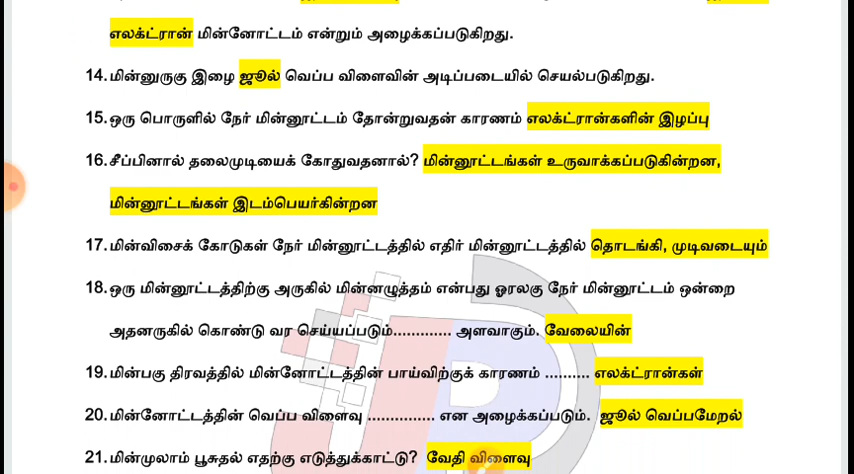 எலக்ட்ரான் மின்னோட்டம் என்றும் அழைக்கப்படுகிறது.
14. மின்னுருகு இழை ஜூல் வெப்ப விளைவின் அடிப்படையில் செயல்படுகிறது.
15. ஒரு பொருளில் நேர் மின்னூட்டம் தோன்றுவதன் காரணம் எலக்ட்ரான்களின் இழப்பு
16. சீப்பினால் தலைமுடியைக் கோதுவதனால்? மின்னூட்டங்கள் உருவாக்கப்படுகின்றன,
மின்னூட்டங்கள் இடம்பெயர்கின்றன
17. மின்விசைக் கோடுகள் நேர் மின்னூட்டத்தில் எதிர் மின்னூட்டத்தில் தொடங்கி, முடிவடையும்
18. ஒரு மின்னூட்டத்திற்கு அருகில் மின்னழுத்தம் என்பது ஓரலகு நேர் மின்னூட்டம் ஒன்றை
அதனருகில் கொண்டு வர செய்யப்படும்............. அளவாகும். வேலையின்
19. மின்பகு திரவத்தில் மின்னோட்டத்தின் பாய்விற்குக் காரணம் .......... எலக்ட்ரான்கள்
20. மின்னோட்டத்தின் வெப்ப விளைவு ............... என அழைக்கப்படும். ஜூல் வெப்பமேறல்
21. மின்முலாம் பூசுதல் எதற்கு எடுத்துக்காட்டு? வேதி விளைவு